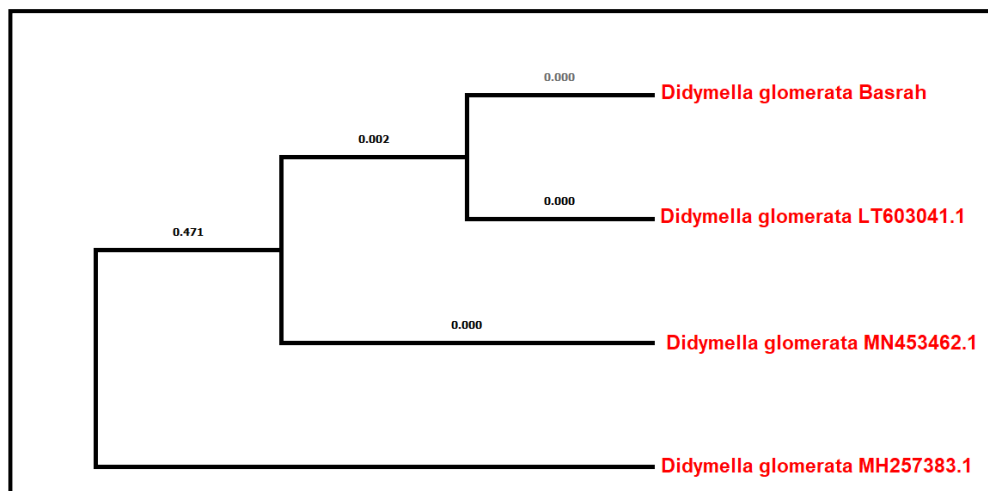 0.000
Didymella glomerata Basrah
0.002
0.000
Didymella glomerata LT603041.1
0.471
0.000
Didymella glomerata MN453462.1
Didymella glomerata MH257383.1